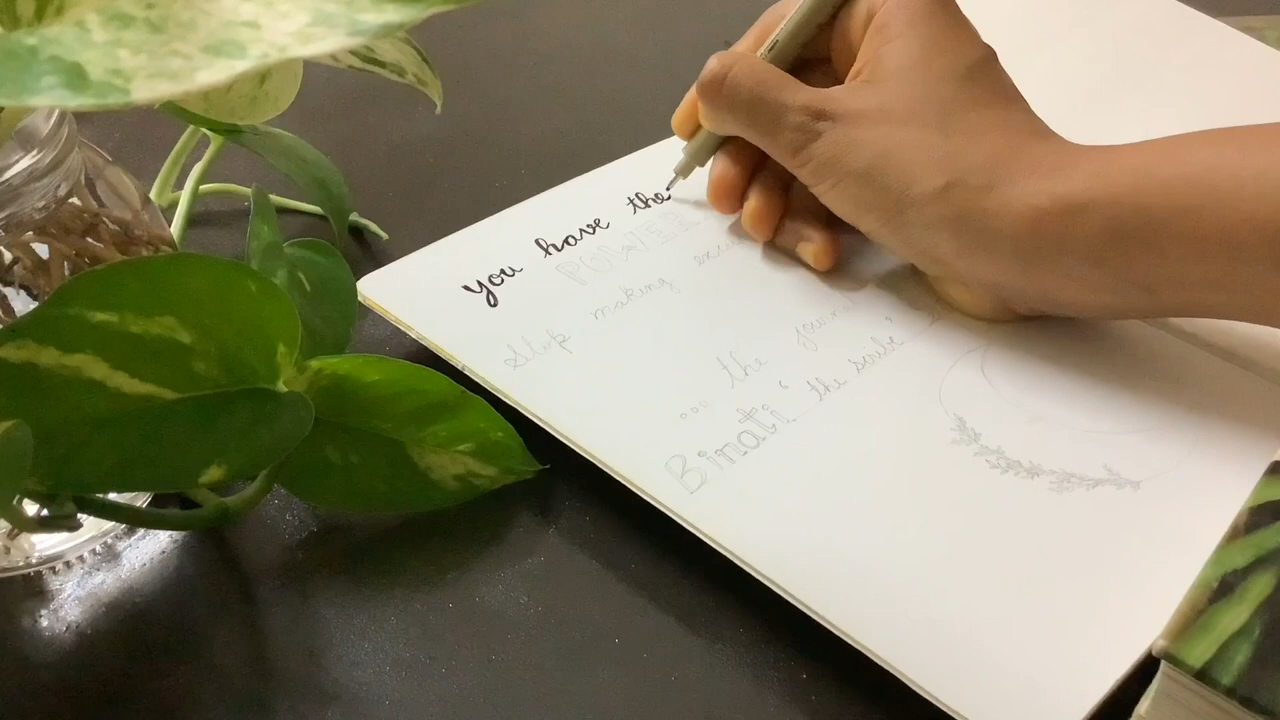 you have the
POWER
Stop making
... the
Binati ' the scribe '